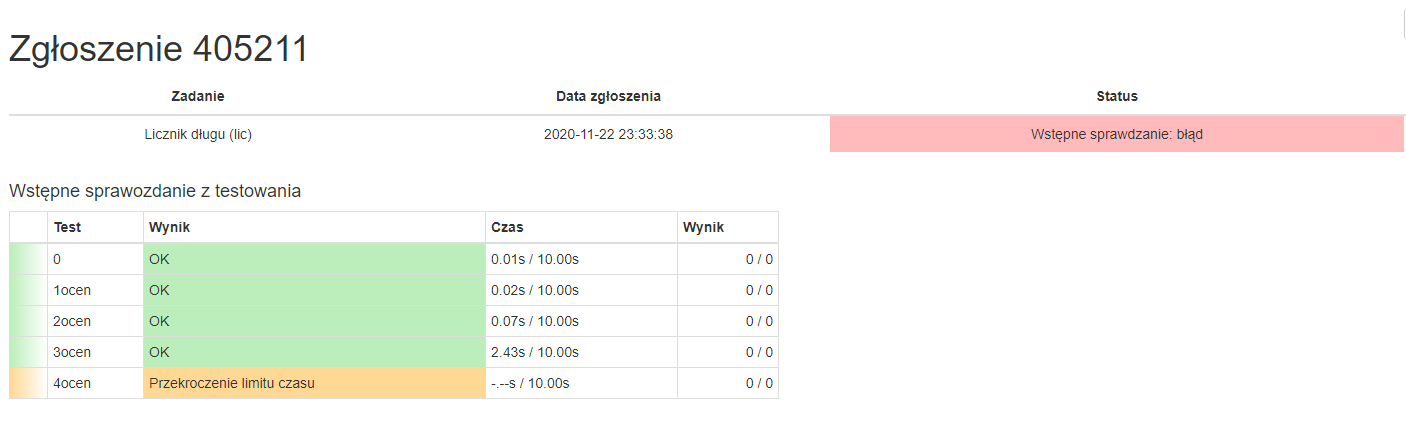 Zgłoszenie 405211
Zadanie Data zgłoszenia Status
Licznik długu (lic) 2020-11-22 23:33:38 Wstępne sprawdzanie: błąd
Wstępne sprawozdanie z testowania
Test Wynik Czas Wynik
0 OK 0.01s / 10.00s 0 / 0
1ocen OK 0.02s / 10.00s 0 / 0
2ocen OK 0.07s / 10.00s 0 / 0
3ocen OK 2.43s / 10.00s 0 / 0
4ocen Przekroczenie limitu czasu -.--s / 10.00s 0 / 0